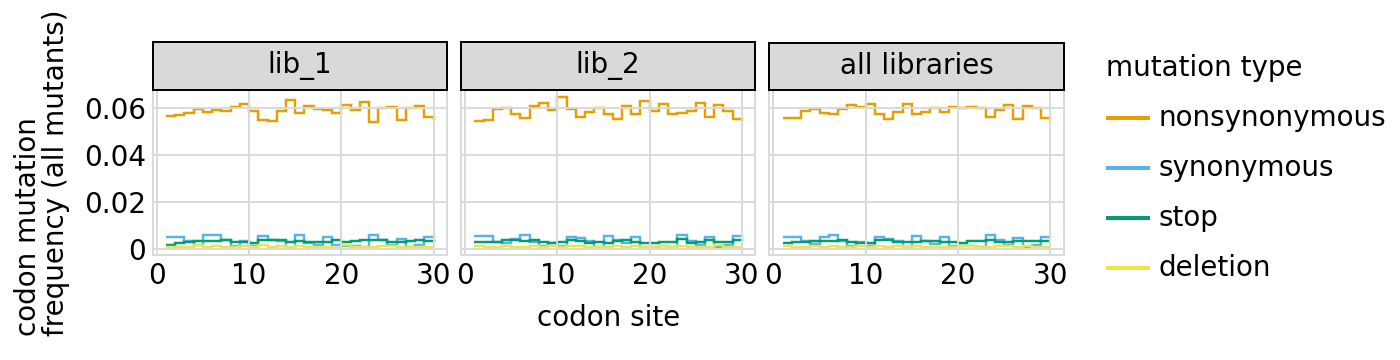 lib_1
lib_2
all libraries
codon mutation
frequency (all mutants)
0.06
0.04
0.02
0
0 10 20 30
0 10 20 30
0 10 20 30
codon site
mutation type
nonsynonymous
synonymous
stop
deletion